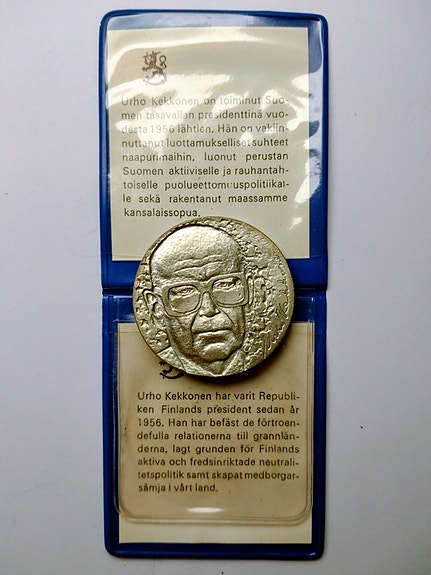 Urho Kekkonen on toiminut Suo-
men tasavallan presidenttinä vuo-
desta 1956 lähtien. Hän on vakiin-
nuttanut luottamukselliset suhteet
naapurimaihin, luonut perustan
Suomen aktiiviselle ja rauhantah-
toiselle puolueettomuuspolitiikal-
le sekä rakentanut maassamme
kansalaissopua.
Urho Kekkonen har varit Republi-
ken Finlands president sedan år
1956. Han har befäst de förtroen-
defulla relationerna till grannlän-
derna, lagt grunden för Finlands
aktiva och fredsinriktade neutrali-
tetspolitik samt skapat medborgar-
sämja i vårt land.